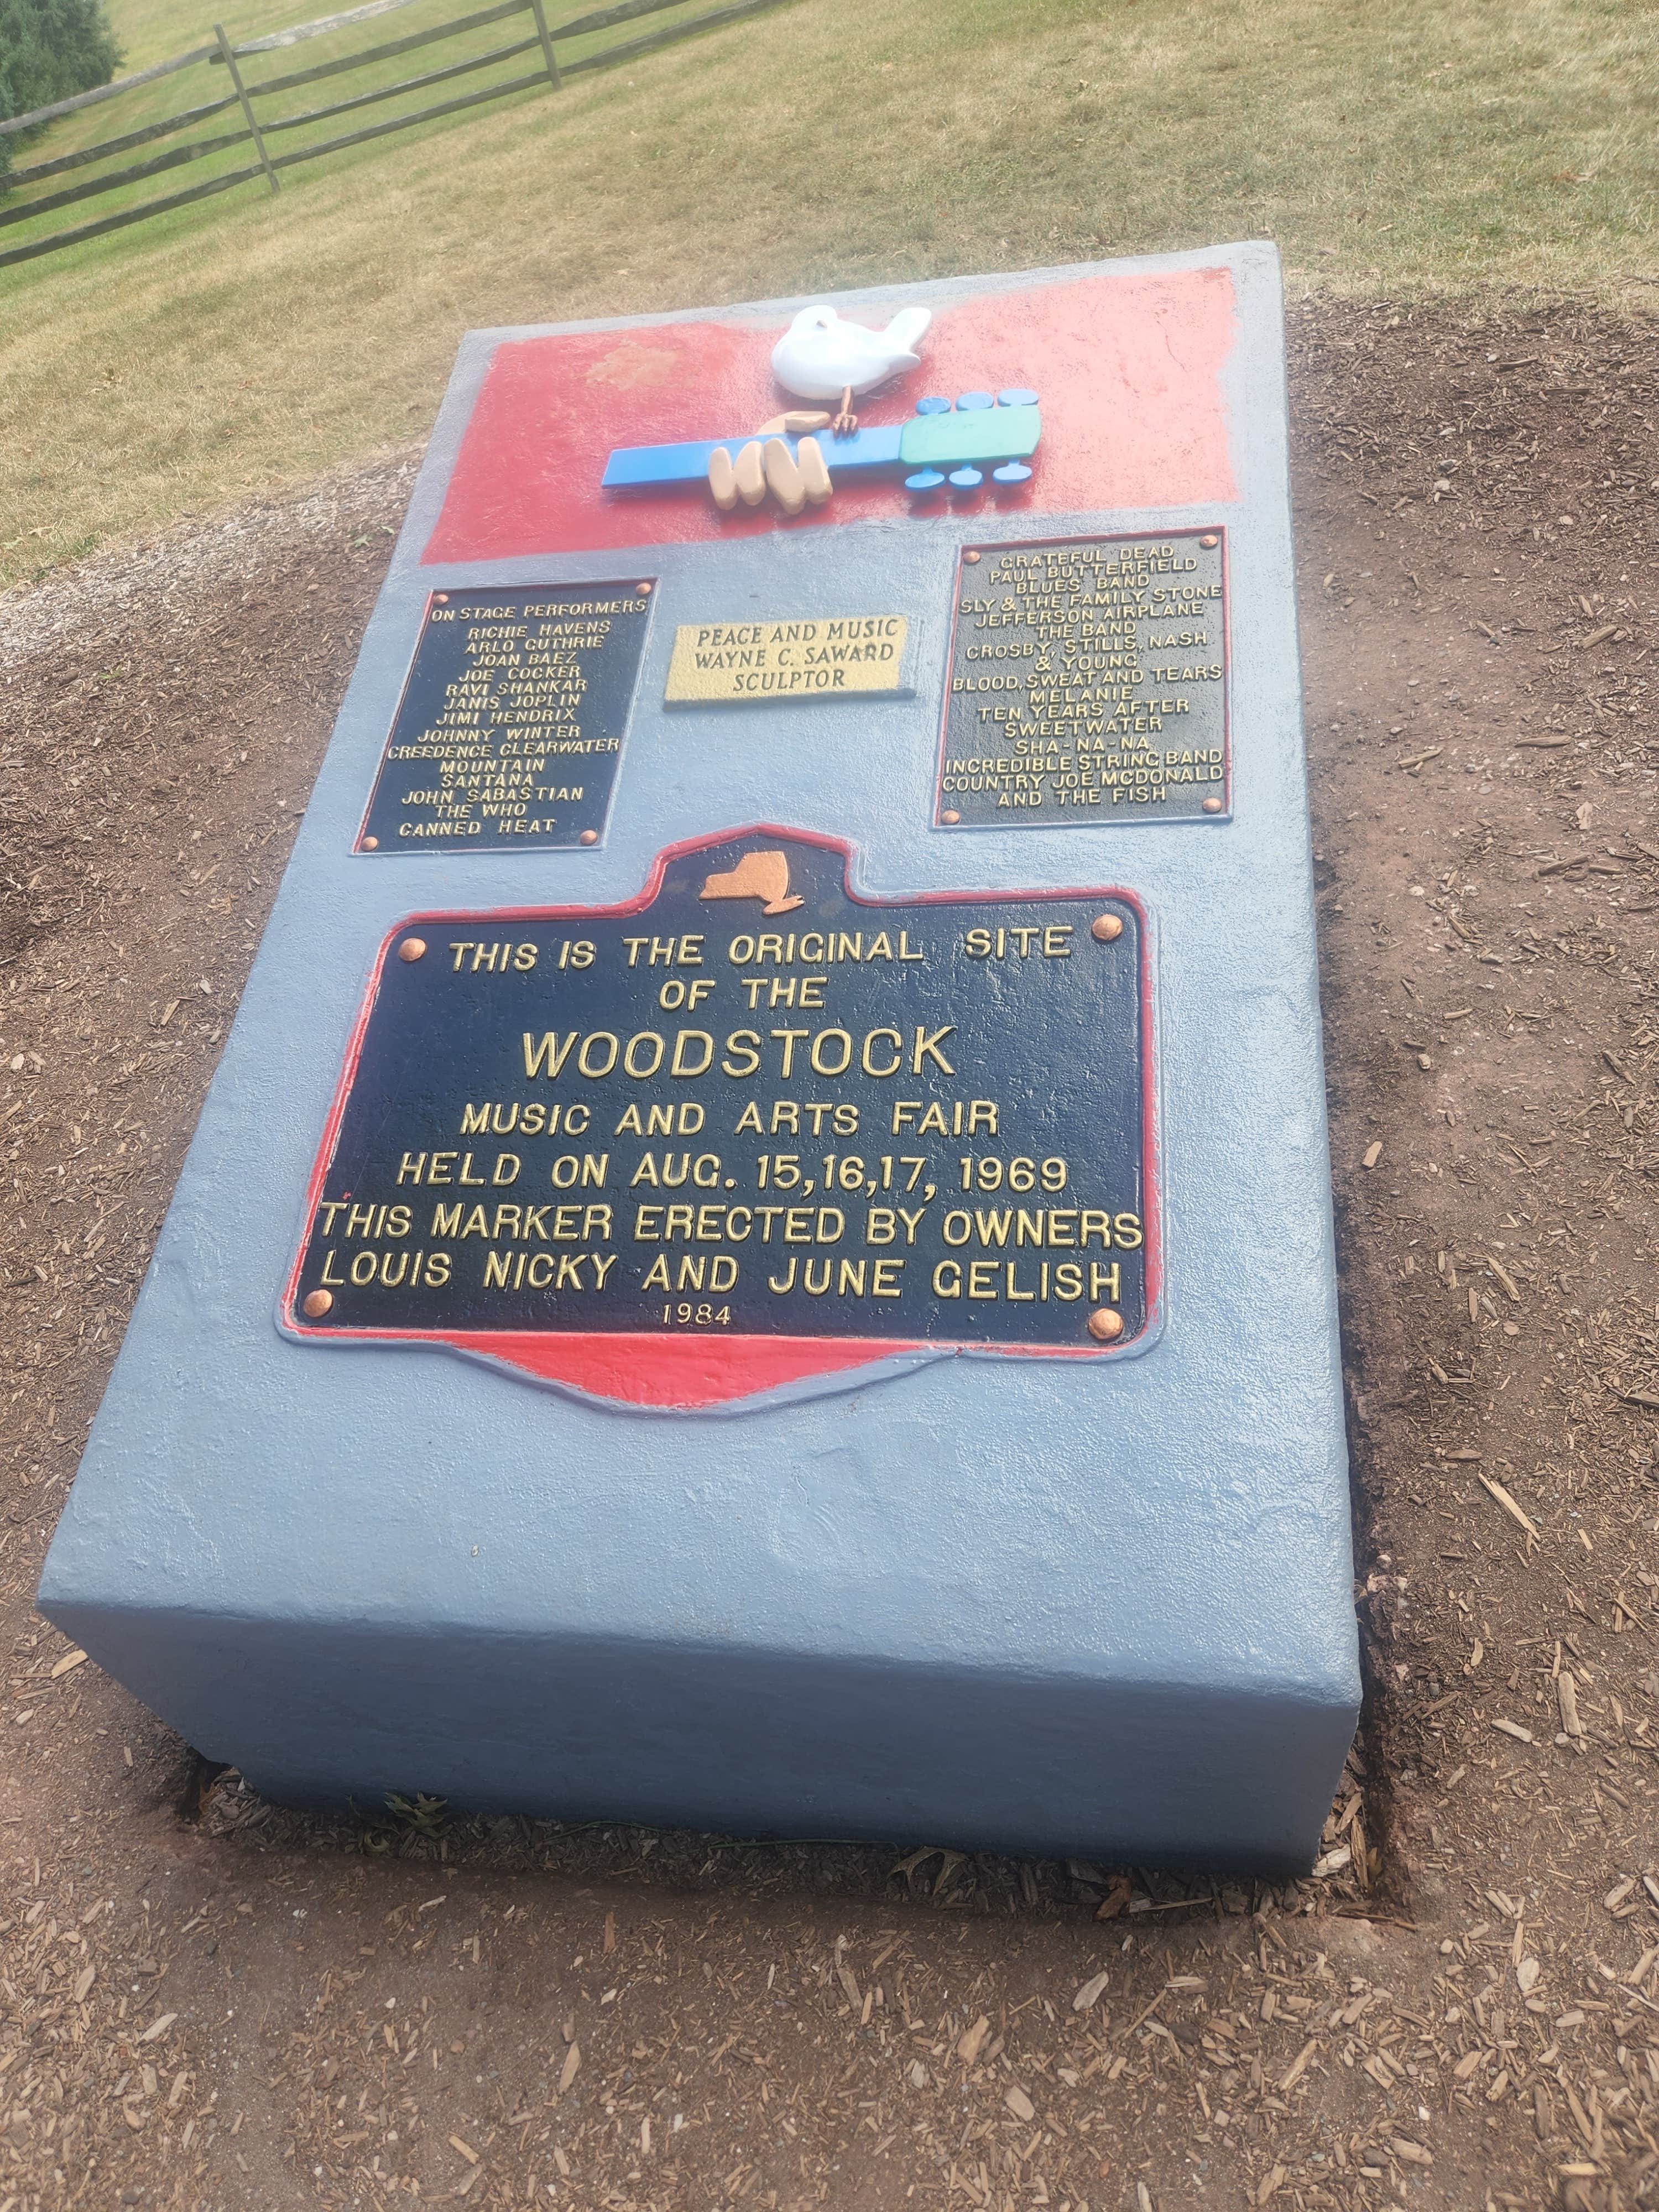 ON STAGE PERFORMERS
RICHIE HAVENS
ARLO GUTHRIE
JOAN BAEZ
JOE COCKER
RAVI SHANKAR
JANIS JOPLIN
JIMI HENDRIX
JOHNNY WINTER
CREEDENCE CLEARWATER
MOUNTAIN
SANTANA
JOHN SABASTIAN
THE WHO
CANNED HEAT
PEACE AND MUSIC
WAYNE C. SAWARD
SCULPTOR
GRATEFUL DEAD
PAUL BUTTERFIELD
BLUES BAND
SLY & THE FAMILY STONE
JEFFERSON AIRPLANE
THE BAND
CROSBY, STILLS, NASH
& YOUNG
BLOOD, SWEAT AND TEARS
MELANIE
TEN YEARS AFTER
SWEETWATER
SHA-NA-NA
INCREDIBLE STRING BAND
COUNTRY JOE MCDONALD
AND THE FISH
THIS IS THE ORIGINAL SITE
OF THE
WOODSTOCK
MUSIC AND ARTS FAIR
HELD ON AUG. 15,16,17, 1969
THIS MARKER ERECTED BY OWNERS
LOUIS NICKY AND JUNE GELISH
1984